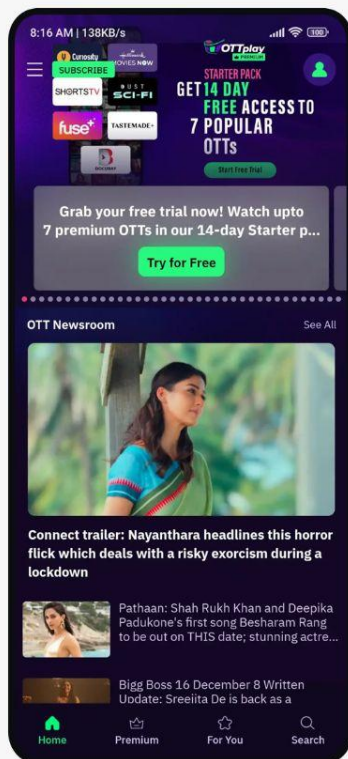 8:16 AM | 138KB/s
100
Curiosity
Hallmark
MOVIES NOW
SUBSCRIBE
SHORTSTV
DUST
SCI-FI
fuse+
TASTEMADE+
DOCUBAY
OTTplay
PREMIUM
STARTER PACK
GET 14 DAY
FREE ACCESS TO
7 POPULAR
OTTs
Start Free Trial
Grab your free trial now! Watch upto
7 premium OTTs in our 14-day Starter p...
Try for Free
OTT Newsroom
See All
Connect trailer: Nayanthara headlines this horror
flick which deals with a risky exorcism during a
lockdown
Pathaan: Shah Rukh Khan and Deepika
Padukone's first song Besharam Rang
to be out on THIS date; stunning actre...
Bigg Boss 16 December 8 Written
Update: Sreejita De is back as a
Home
Premium
For You
Search